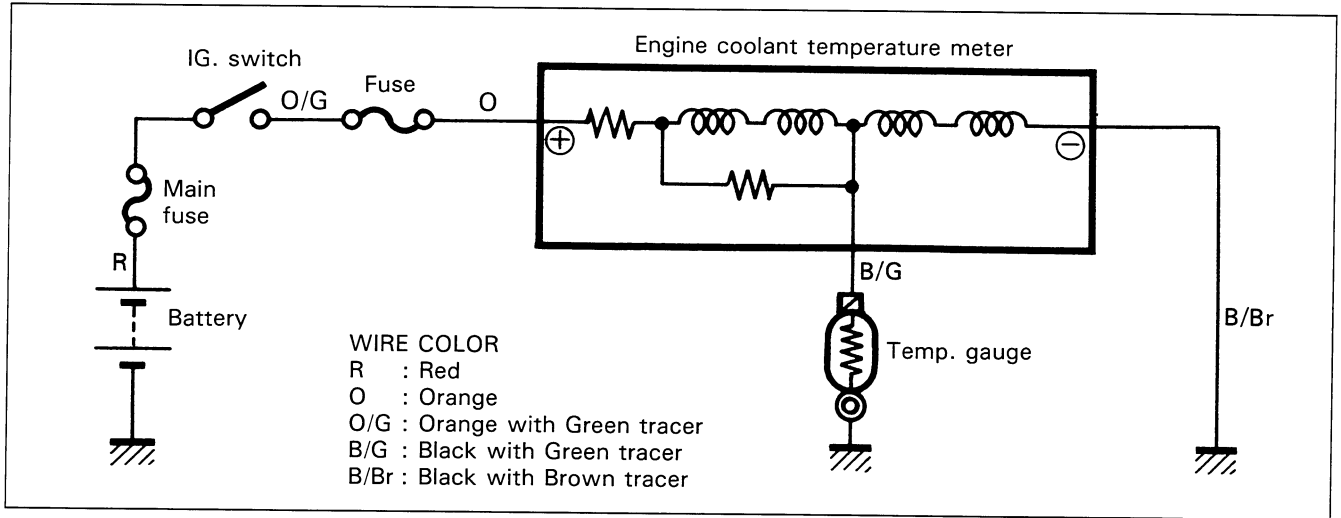 Engine coolant temperature meter
IG. switch
O/G
Fuse
O
+
−
Main
fuse
R
Battery
B/G
Temp. gauge
B/Br
WIRE COLOR
R : Red
O : Orange
O/G : Orange with Green tracer
B/G : Black with Green tracer
B/Br : Black with Brown tracer